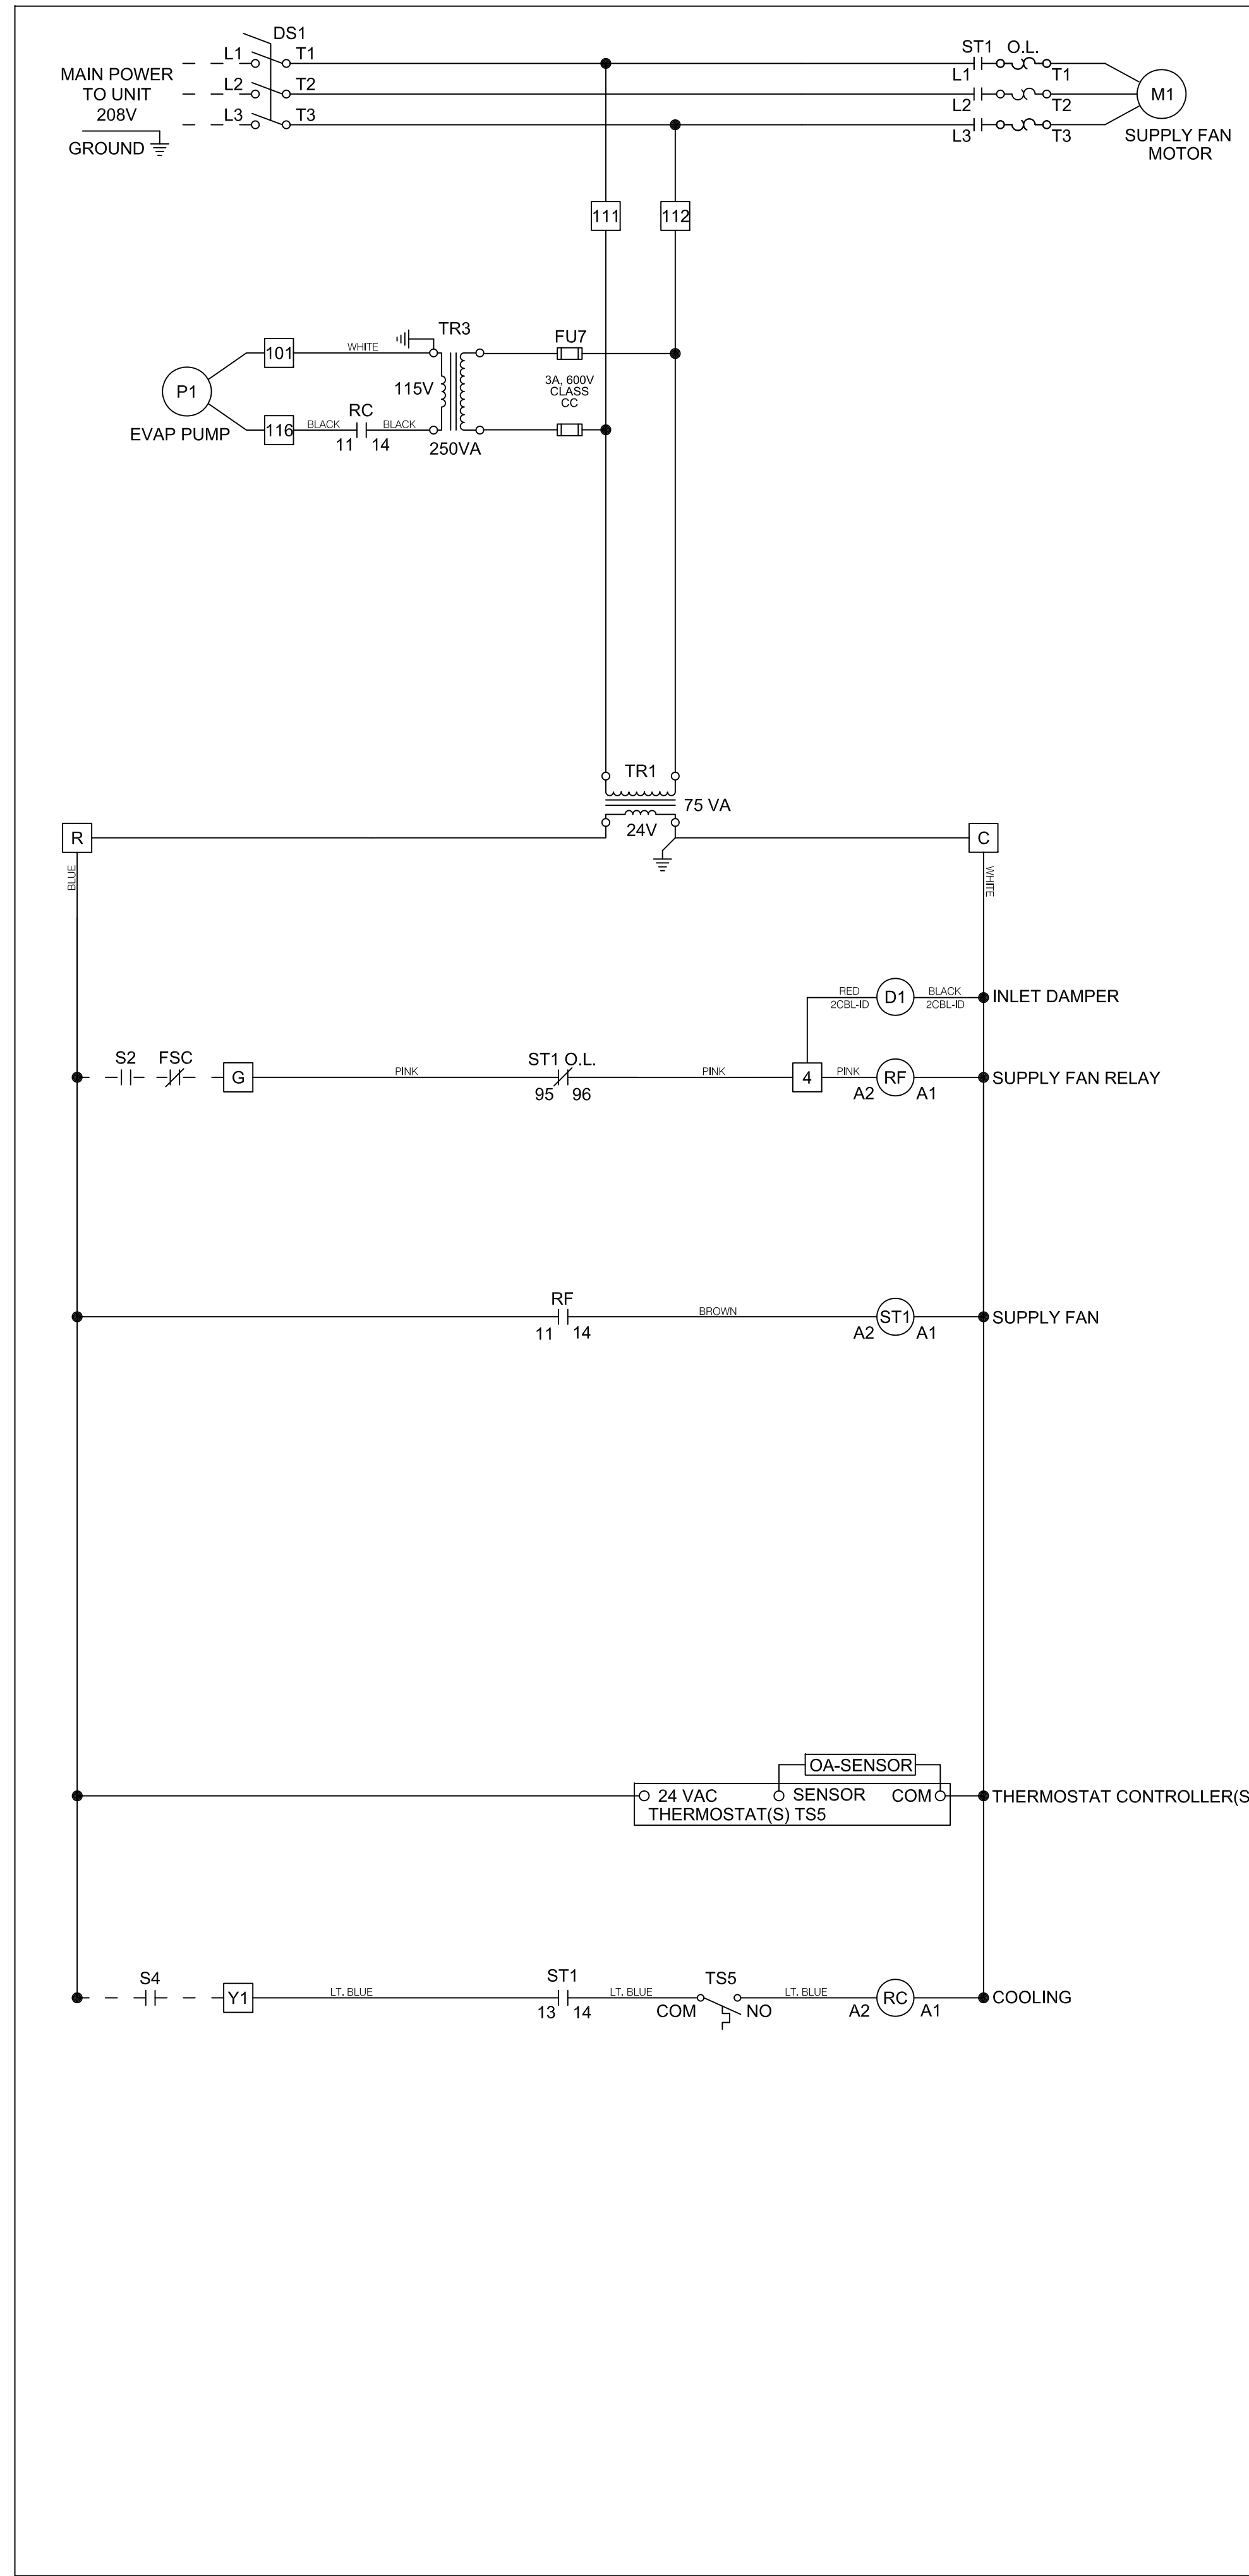 DS1
L1 T1
MAIN POWER
TO UNIT
208V
L2 T2
L3 T3
GROUND
ST1 O.L.
L1 T1
L2 T2
L3 T3
M1
SUPPLY FAN
MOTOR
111 112
TR3
FU7
101 WHITE
P1
115V
3A, 600V
CLASS
CC
RC
EVAP PUMP
116 BLACK BLACK
11 14
250VA
TR1
75 VA
24V
R C
BLUE WHITE
RED D1 BLACK INLET DAMPER
2CBL-ID 2CBL-ID
S2 FSC ST1 O.L.
G PINK PINK 4 PINK RF SUPPLY FAN RELAY
95 96 A2 A1
RF
BROWN ST1 SUPPLY FAN
11 14 A2 A1
OA-SENSOR
24 VAC SENSOR COM THERMOSTAT CONTROLLER(S
THERMOSTAT(S) TS5
S4 ST1 TS5
Y1 LT. BLUE LT. BLUE LT. BLUE RC COOLING
13 14 COM NO A2 A1